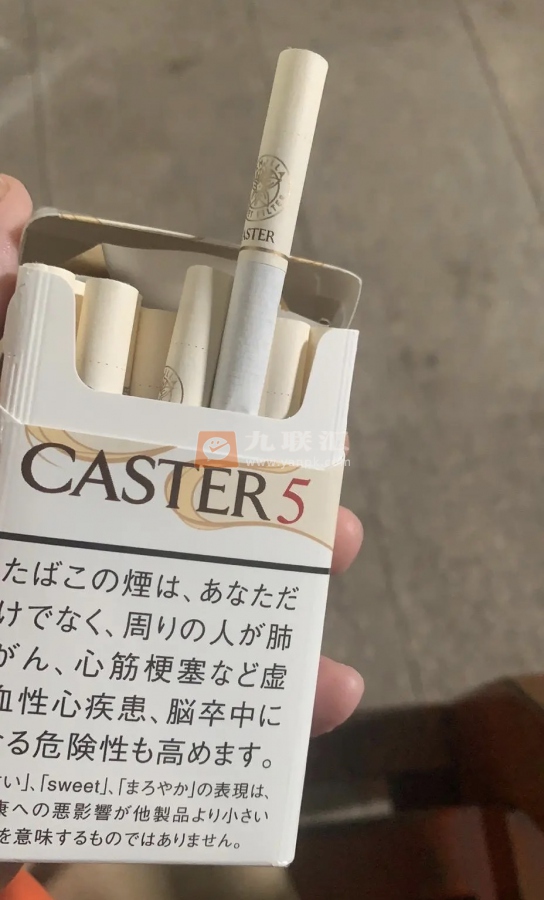 ASTER
九联
CASTER 5
たばこの煙は、あなただ
けでなく、周りの人が肺
がん、心筋梗塞など虚
血性心疾患、脳卒中に
る危険性も高めます。
い」、「sweet」、「まろやか」の表現は、
康への悪影響が他製品より小さい
を意味するものではありません。